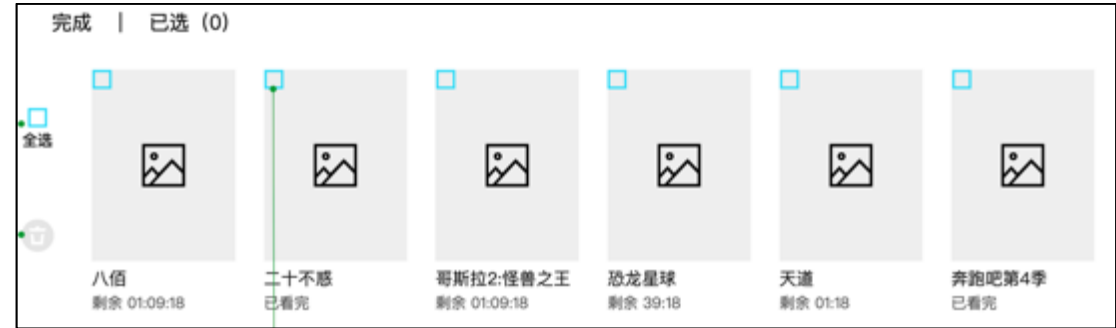 完成 | 已选（0）
全选
八佰
剩余 01:09:18
二十不惑
已看完
哥斯拉2:怪兽之王
剩余 01:09:18
恐龙星球
剩余 39:18
天道
剩余 01:18
奔跑吧第4季
已看完